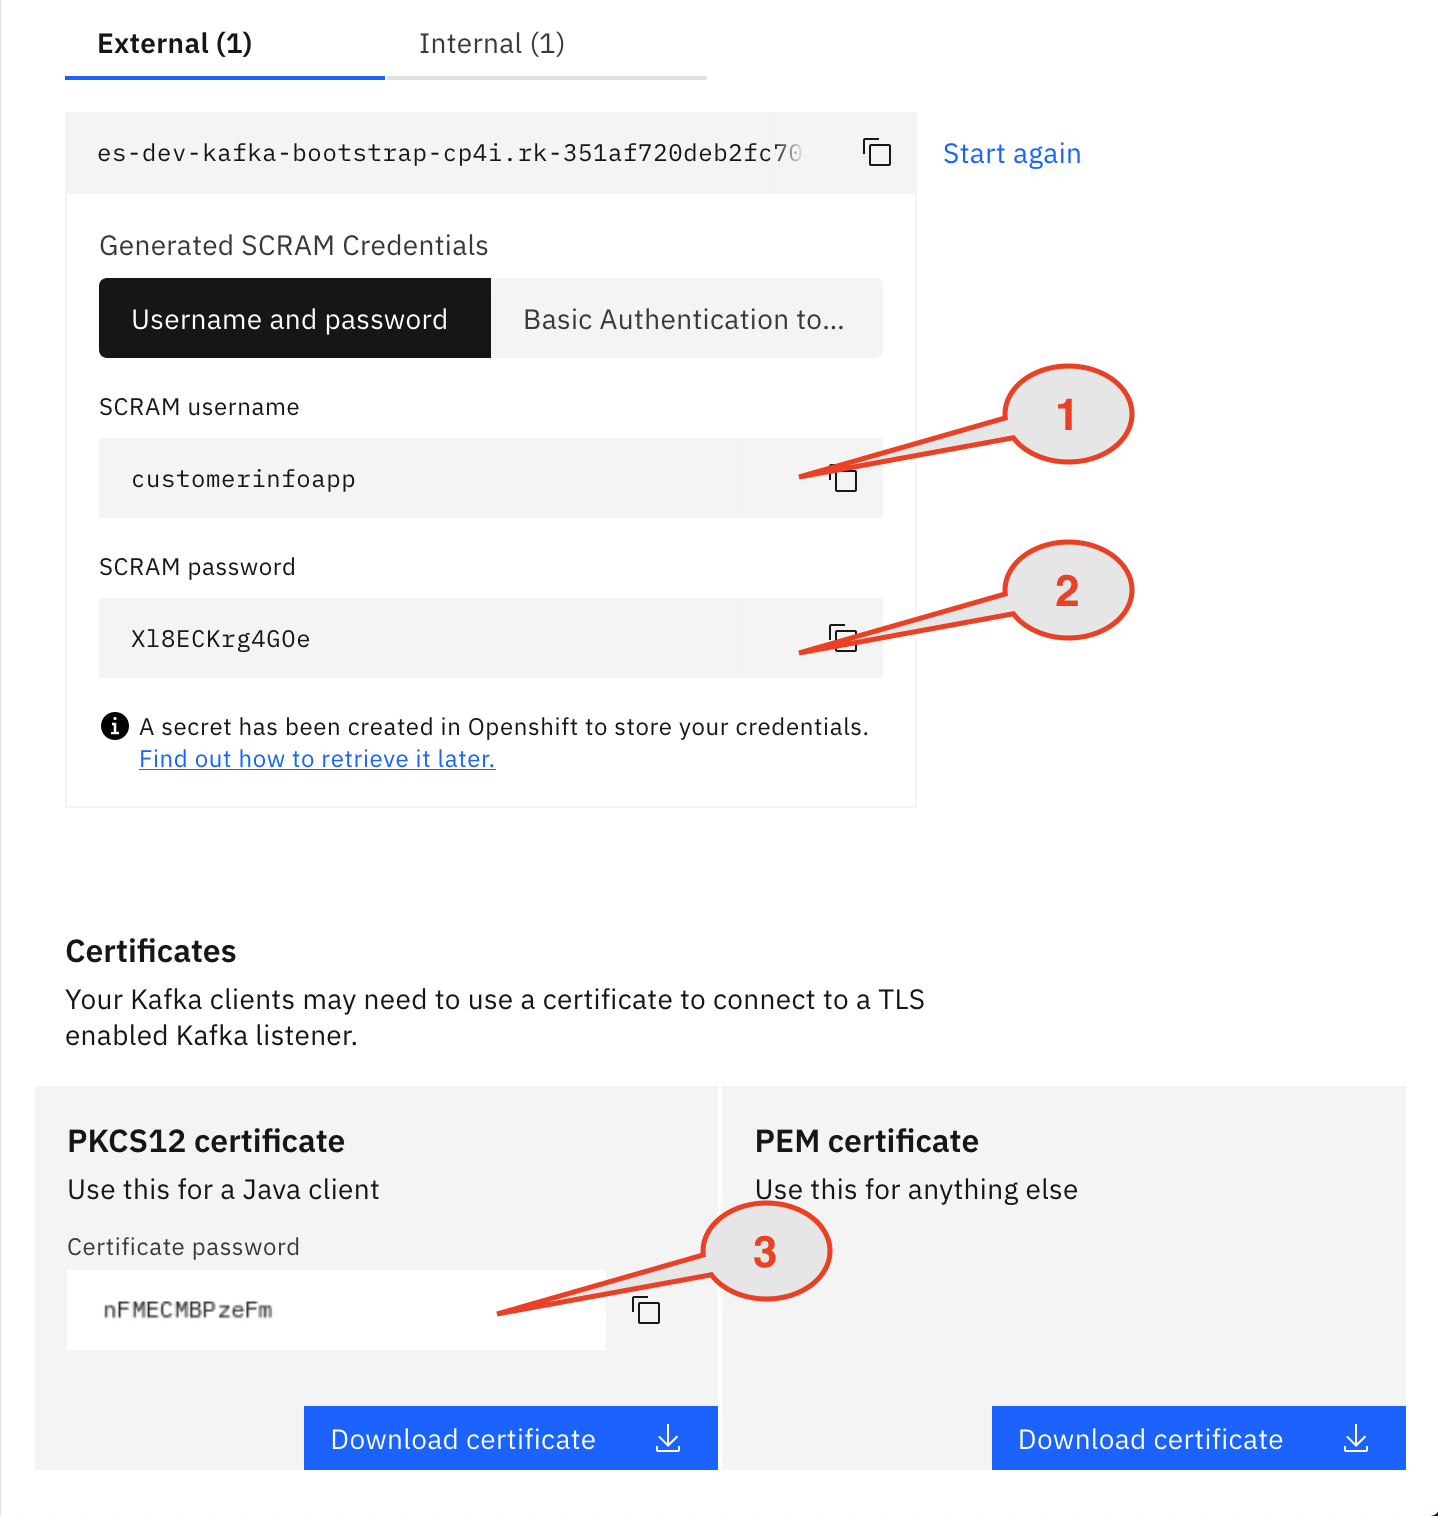 External (1)
Internal (1)
es-dev-kafka-bootstrap-cp4i.rk-351af720deb2fc70
Start again
Generated SCRAM Credentials
Username and password
Basic Authentication to...
SCRAM username
1
customerinfoapp
SCRAM password
2
Xl8ECKrg4GOe
A secret has been created in Openshift to store your credentials.
Find out how to retrieve it later.
Certificates
Your Kafka clients may need to use a certificate to connect to a TLS
enabled Kafka listener.
PKCS12 certificate
Use this for a Java client
Certificate password
nFMECMBPzeFm
3
Download certificate
PEM certificate
Use this for anything else
Download certificate